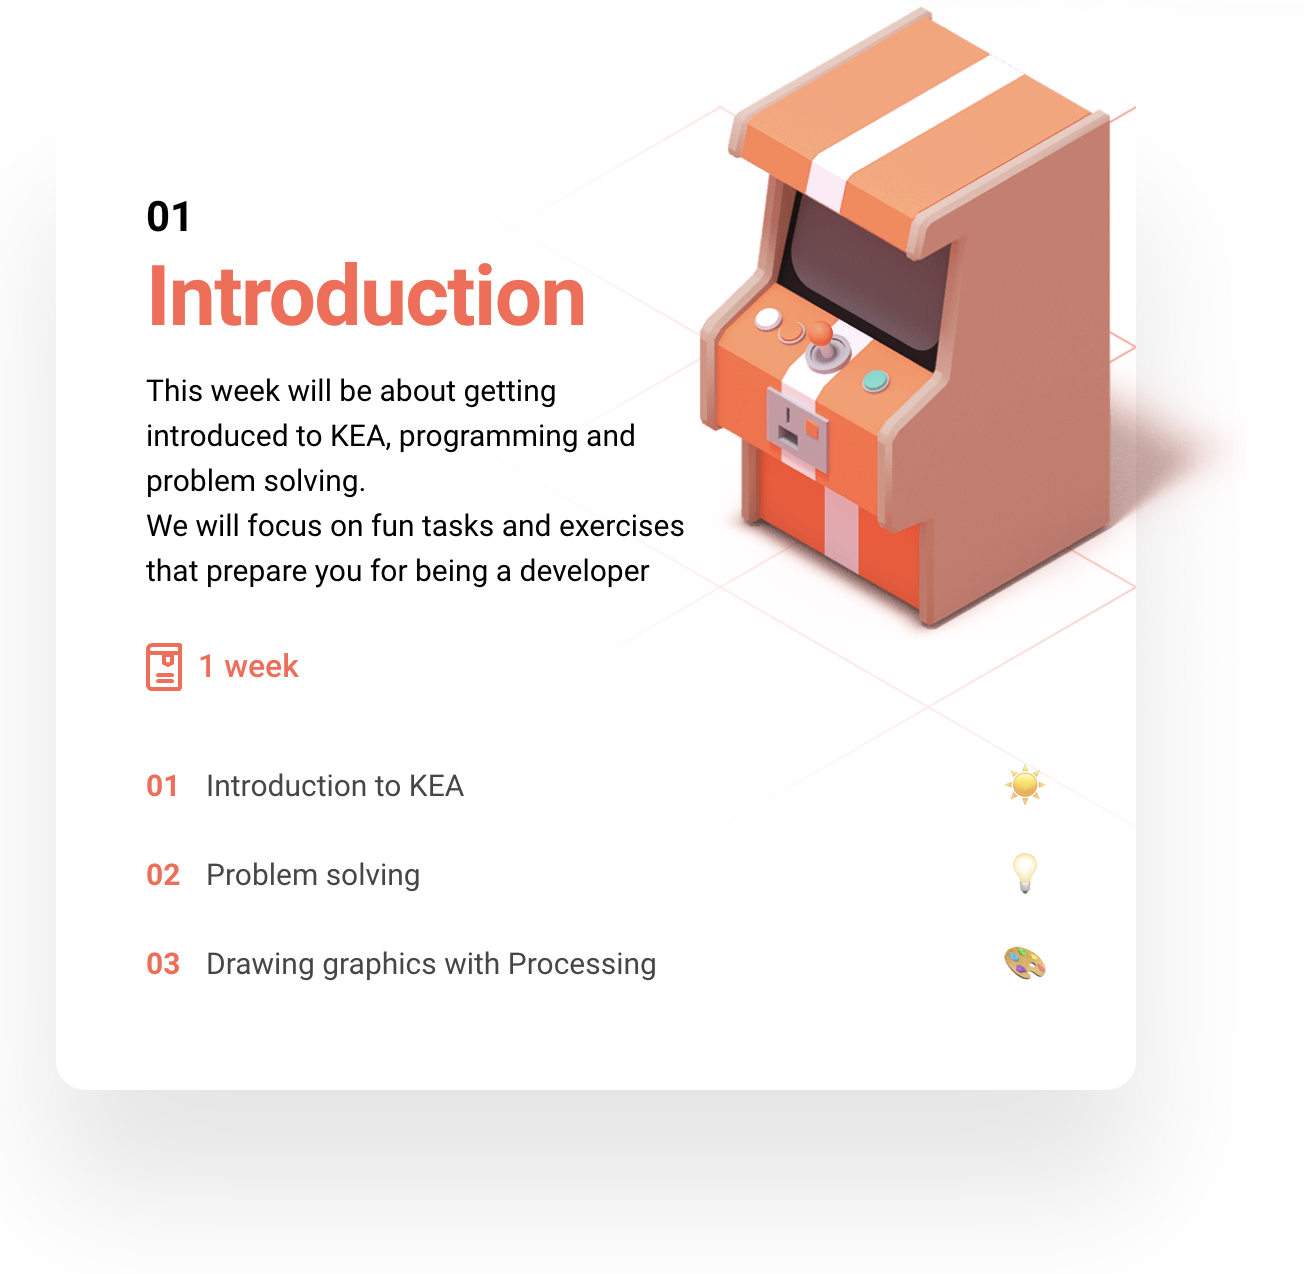 01
Introduction
This week will be about getting
introduced to KEA, programming and
problem solving.
We will focus on fun tasks and exercises
that prepare you for being a developer
1 week
01 Introduction to KEA
02 Problem solving
03 Drawing graphics with Processing